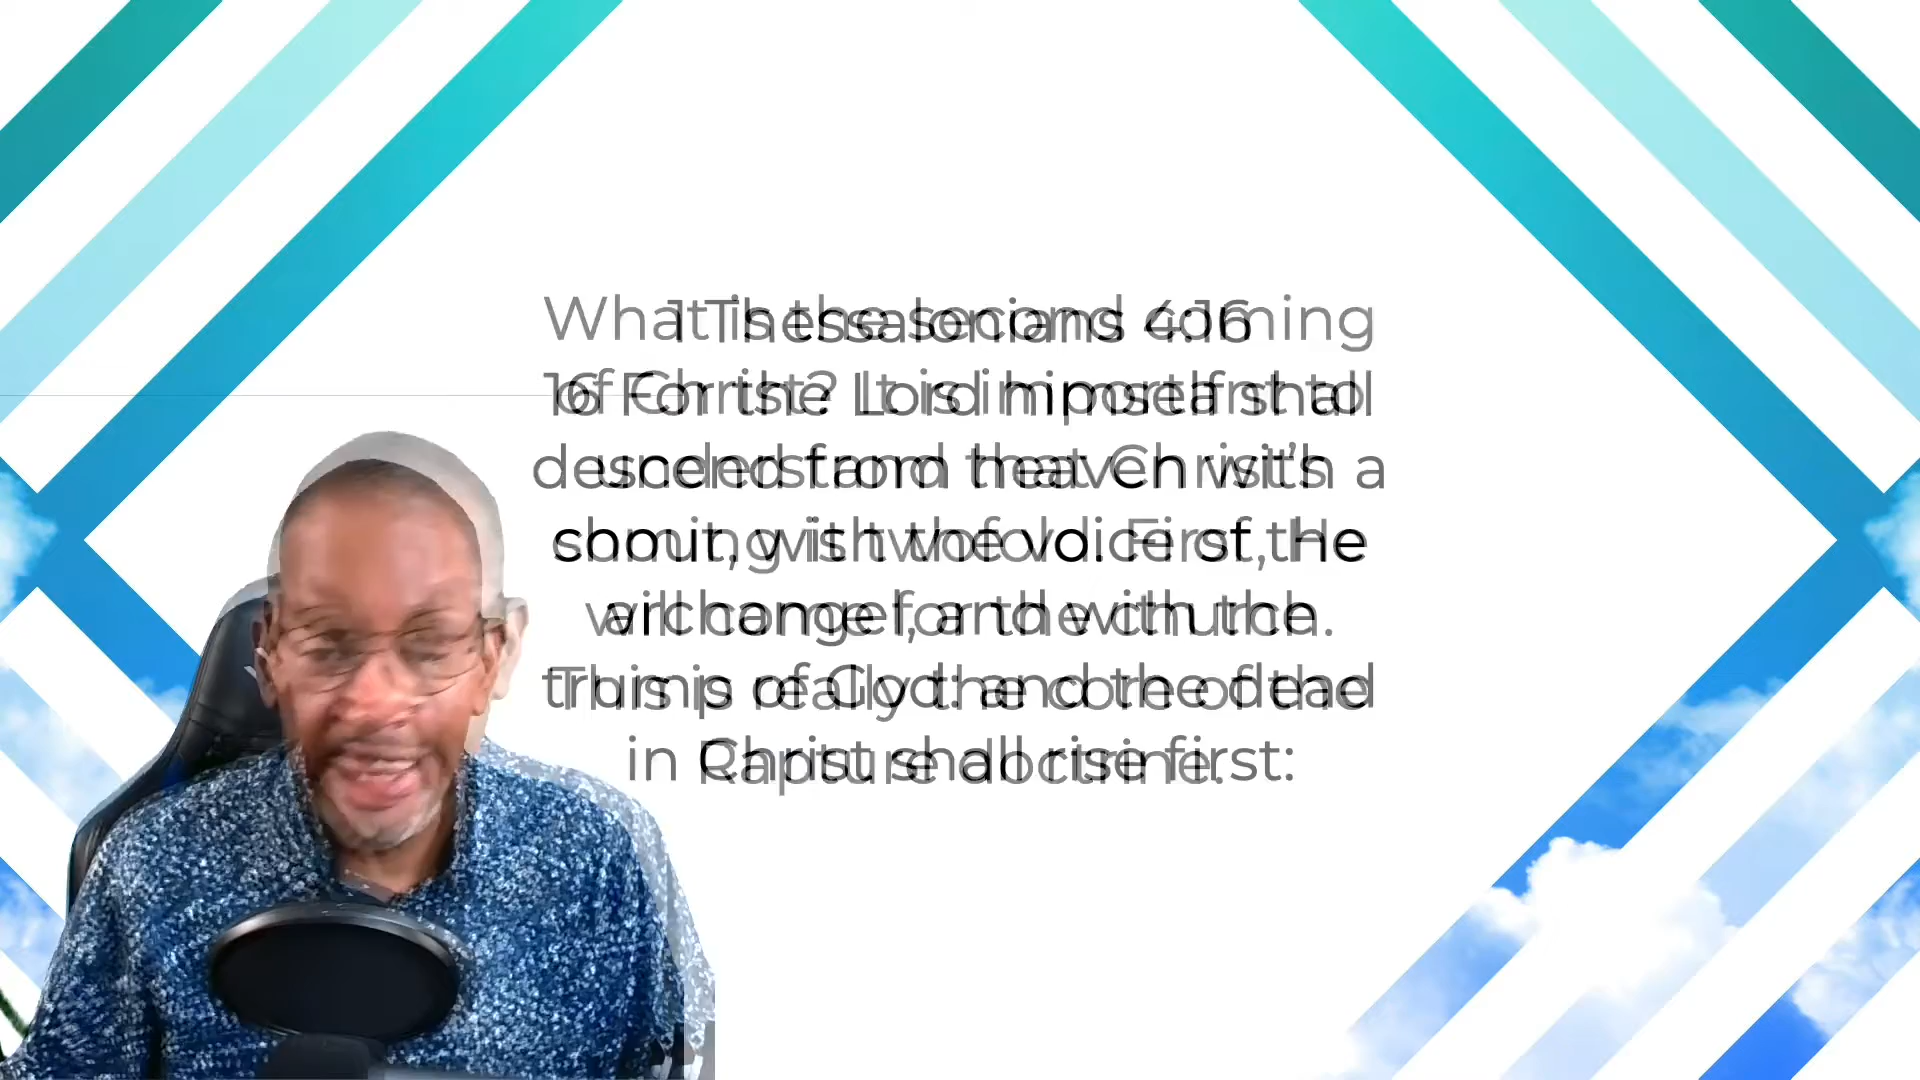 What is the second coming
of Christ? It is important to
understand that Christ's
coming is twofold. First, He
will come for the church.
This is really the core of the
Rapture doctrine.
1 Thessalonians 4:16
16 For the Lord himself shall
descend from heaven with a
shout, with the voice of the
archangel, and with the
trump of God: and the dead
in Christ shall rise first: